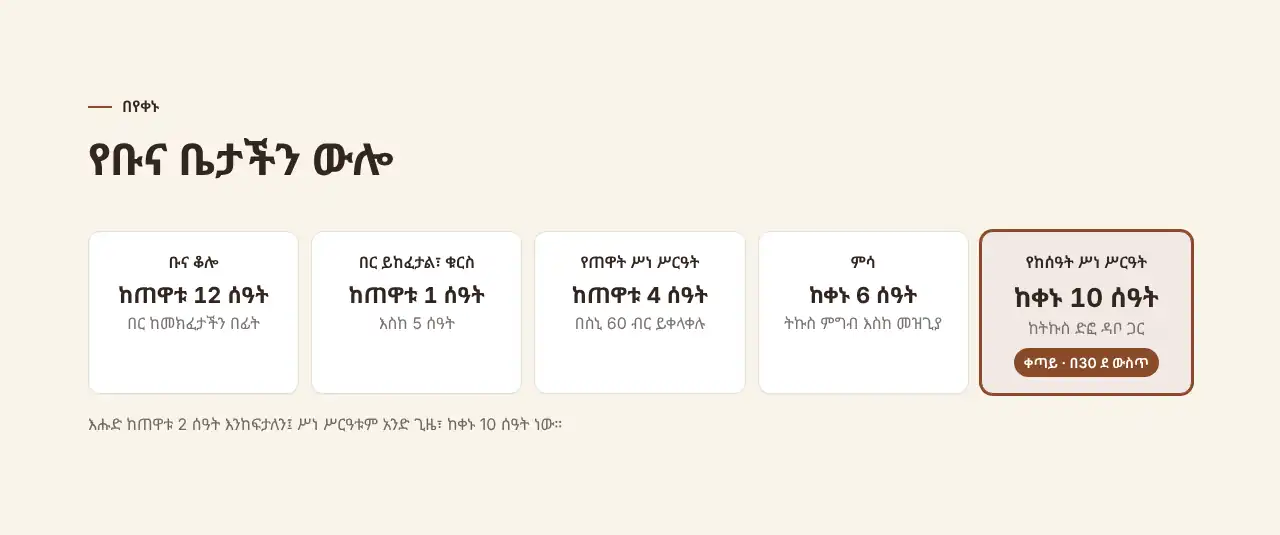 በየቀኑ
የቡና ቤታችን ውሎ
ቡና ቆሎ
ከጠዋቱ 12 ሰዓት
በር ከመክፈታችን በፊት
በር ይከፈታል፣ ቁርስ
ከጠዋቱ 1 ሰዓት
እስከ 5 ሰዓት
የጠዋት ሥነ ሥርዓት
ከጠዋቱ 4 ሰዓት
በስኒ 60 ብር ይቀላቀሉ
ምሳ
ከቀኑ 6 ሰዓት
ትኩስ ምግብ እስከ መዝጊያ
የከሰዓት ሥነ ሥርዓት
ከቀኑ 10 ሰዓት
ከትኩስ ድፎ ዳቦ ጋር
ቀጣይ · በ30 ደ ውስጥ
እሑድ ከጠዋቱ 2 ሰዓት እንከፍታለን፤ ሥነ ሥርዓቱም አንድ ጊዜ፣ ከቀኑ 10 ሰዓት ነው።